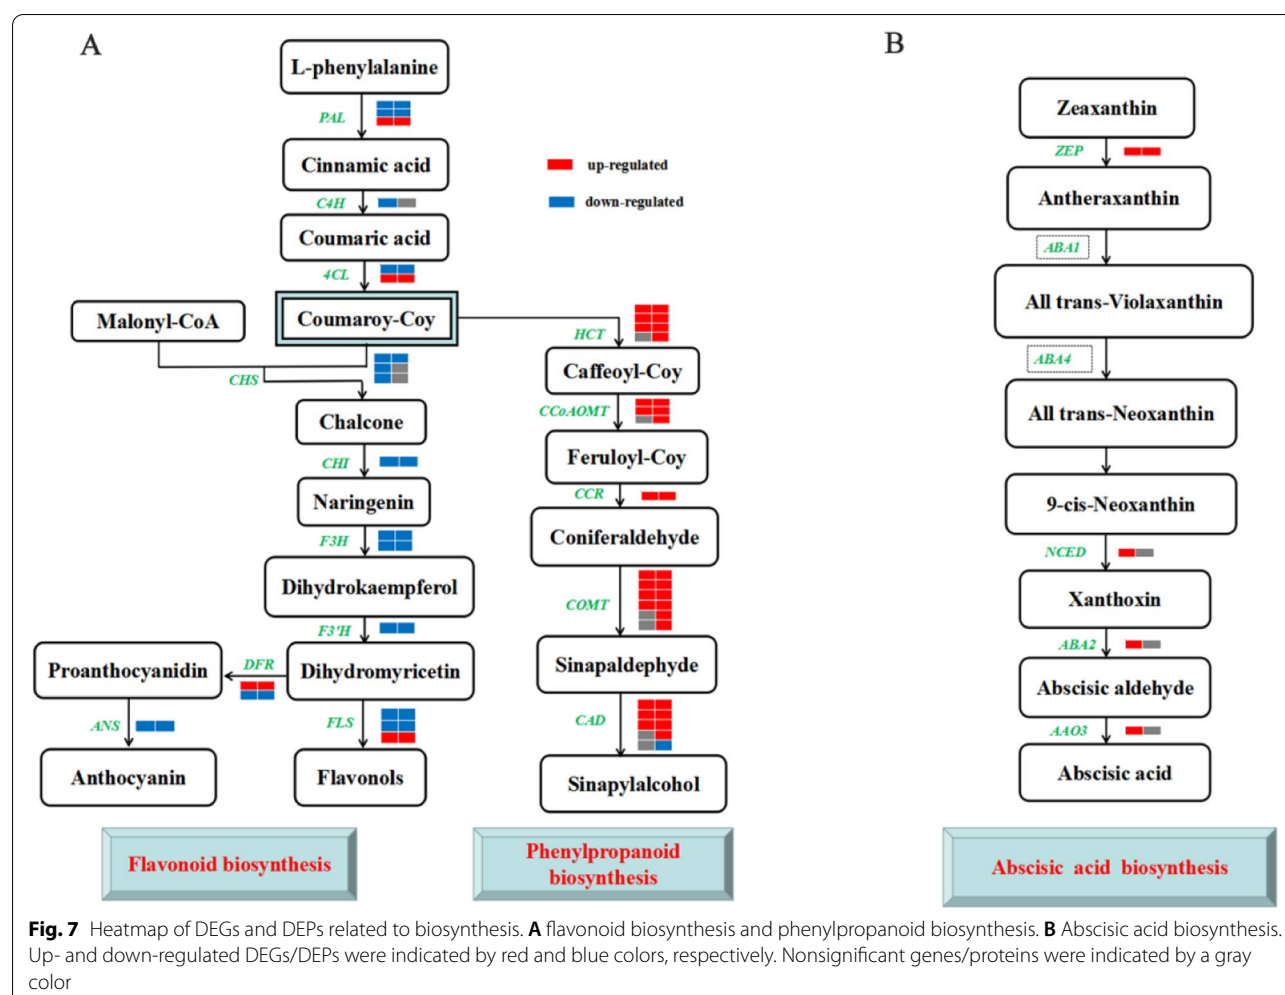 A
L-phenylalanine
PAL
Cinnamic acid
C4H
Coumaric acid
4CL
Malonyl-CoA
Coumaroy-Coy
CHS
Chalcone
CHI
Naringenin
F3H
Dihydrokaempferol
F3'H
Proanthocyanidin
DFR
Dihydromyricetin
ANS
FLS
Anthocyanin
Flavonols
up-regulated
down-regulated
HCT
Caffeoyl-Coy
CCoAOMT
Feruloyl-Coy
CCR
Coniferaldehyde
COMT
Sinapaldephyde
CAD
Sinapylalcohol
Flavonoid biosynthesis
Phenylpropanoid
biosynthesis
B
Zeaxanthin
ZEP
Antheraxanthin
ABA1
All trans-Violaxanthin
ABA4
All trans-Neoxanthin
9-cis-Neoxanthin
NCED
Xanthoxin
ABA2
Abscisic aldehyde
AAO3
Abscisic acid
Abscisic acid biosynthesis
Fig. 7 Heatmap of DEGs and DEPs related to biosynthesis. A flavonoid biosynthesis and phenylpropanoid biosynthesis. B Abscisic acid biosynthesis.
Up- and down-regulated DEGs/DEPs were indicated by red and blue colors, respectively. Nonsignificant genes/proteins were indicated by a gray
color